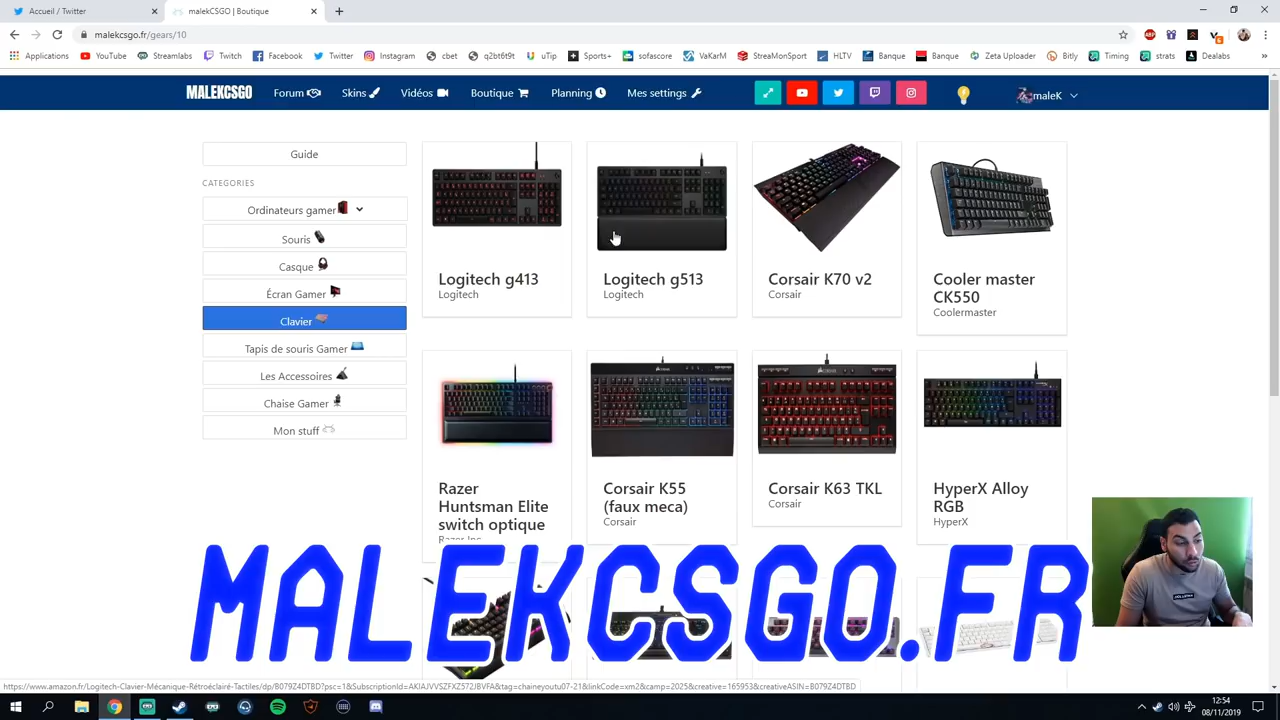 Account / Twitter
malekCSGO | Boutique
malekcsgo.fr/gears/10
Applications
YouTube
Streamlabs
Twitch
Facebook
Twitter
Instagram
cbet
q2btf6t9r
uTip
Sports+
sofascore
VaKarM
StreaMonSport
HLTV
Banque
Banque
Zeta Uploader
Bitly
Timing
strats
Dealabs
MALEKCSGO
Forum
Skins
Vidéos
Boutique
Planning
Mes settings
maleK
Guide
CATEGORIES
Ordinateurs gamer
Souris
Casque
Écran Gamer
Clavier
Tapis de souris Gamer
Les Accessoires
Chaise Gamer
Mon stuff
Logitech g413
Logitech
Logitech g513
Logitech
Corsair K70 v2
Corsair
Cooler master
CK550
Coolermaster
Razer
Huntsman Elite
switch optique
Razer Inc
Corsair K55
(faux meca)
Corsair
Corsair K63 TKL
Corsair
HyperX Alloy
RGB
HyperX
MALEKCSGO.FR
12:54
08/11/2019